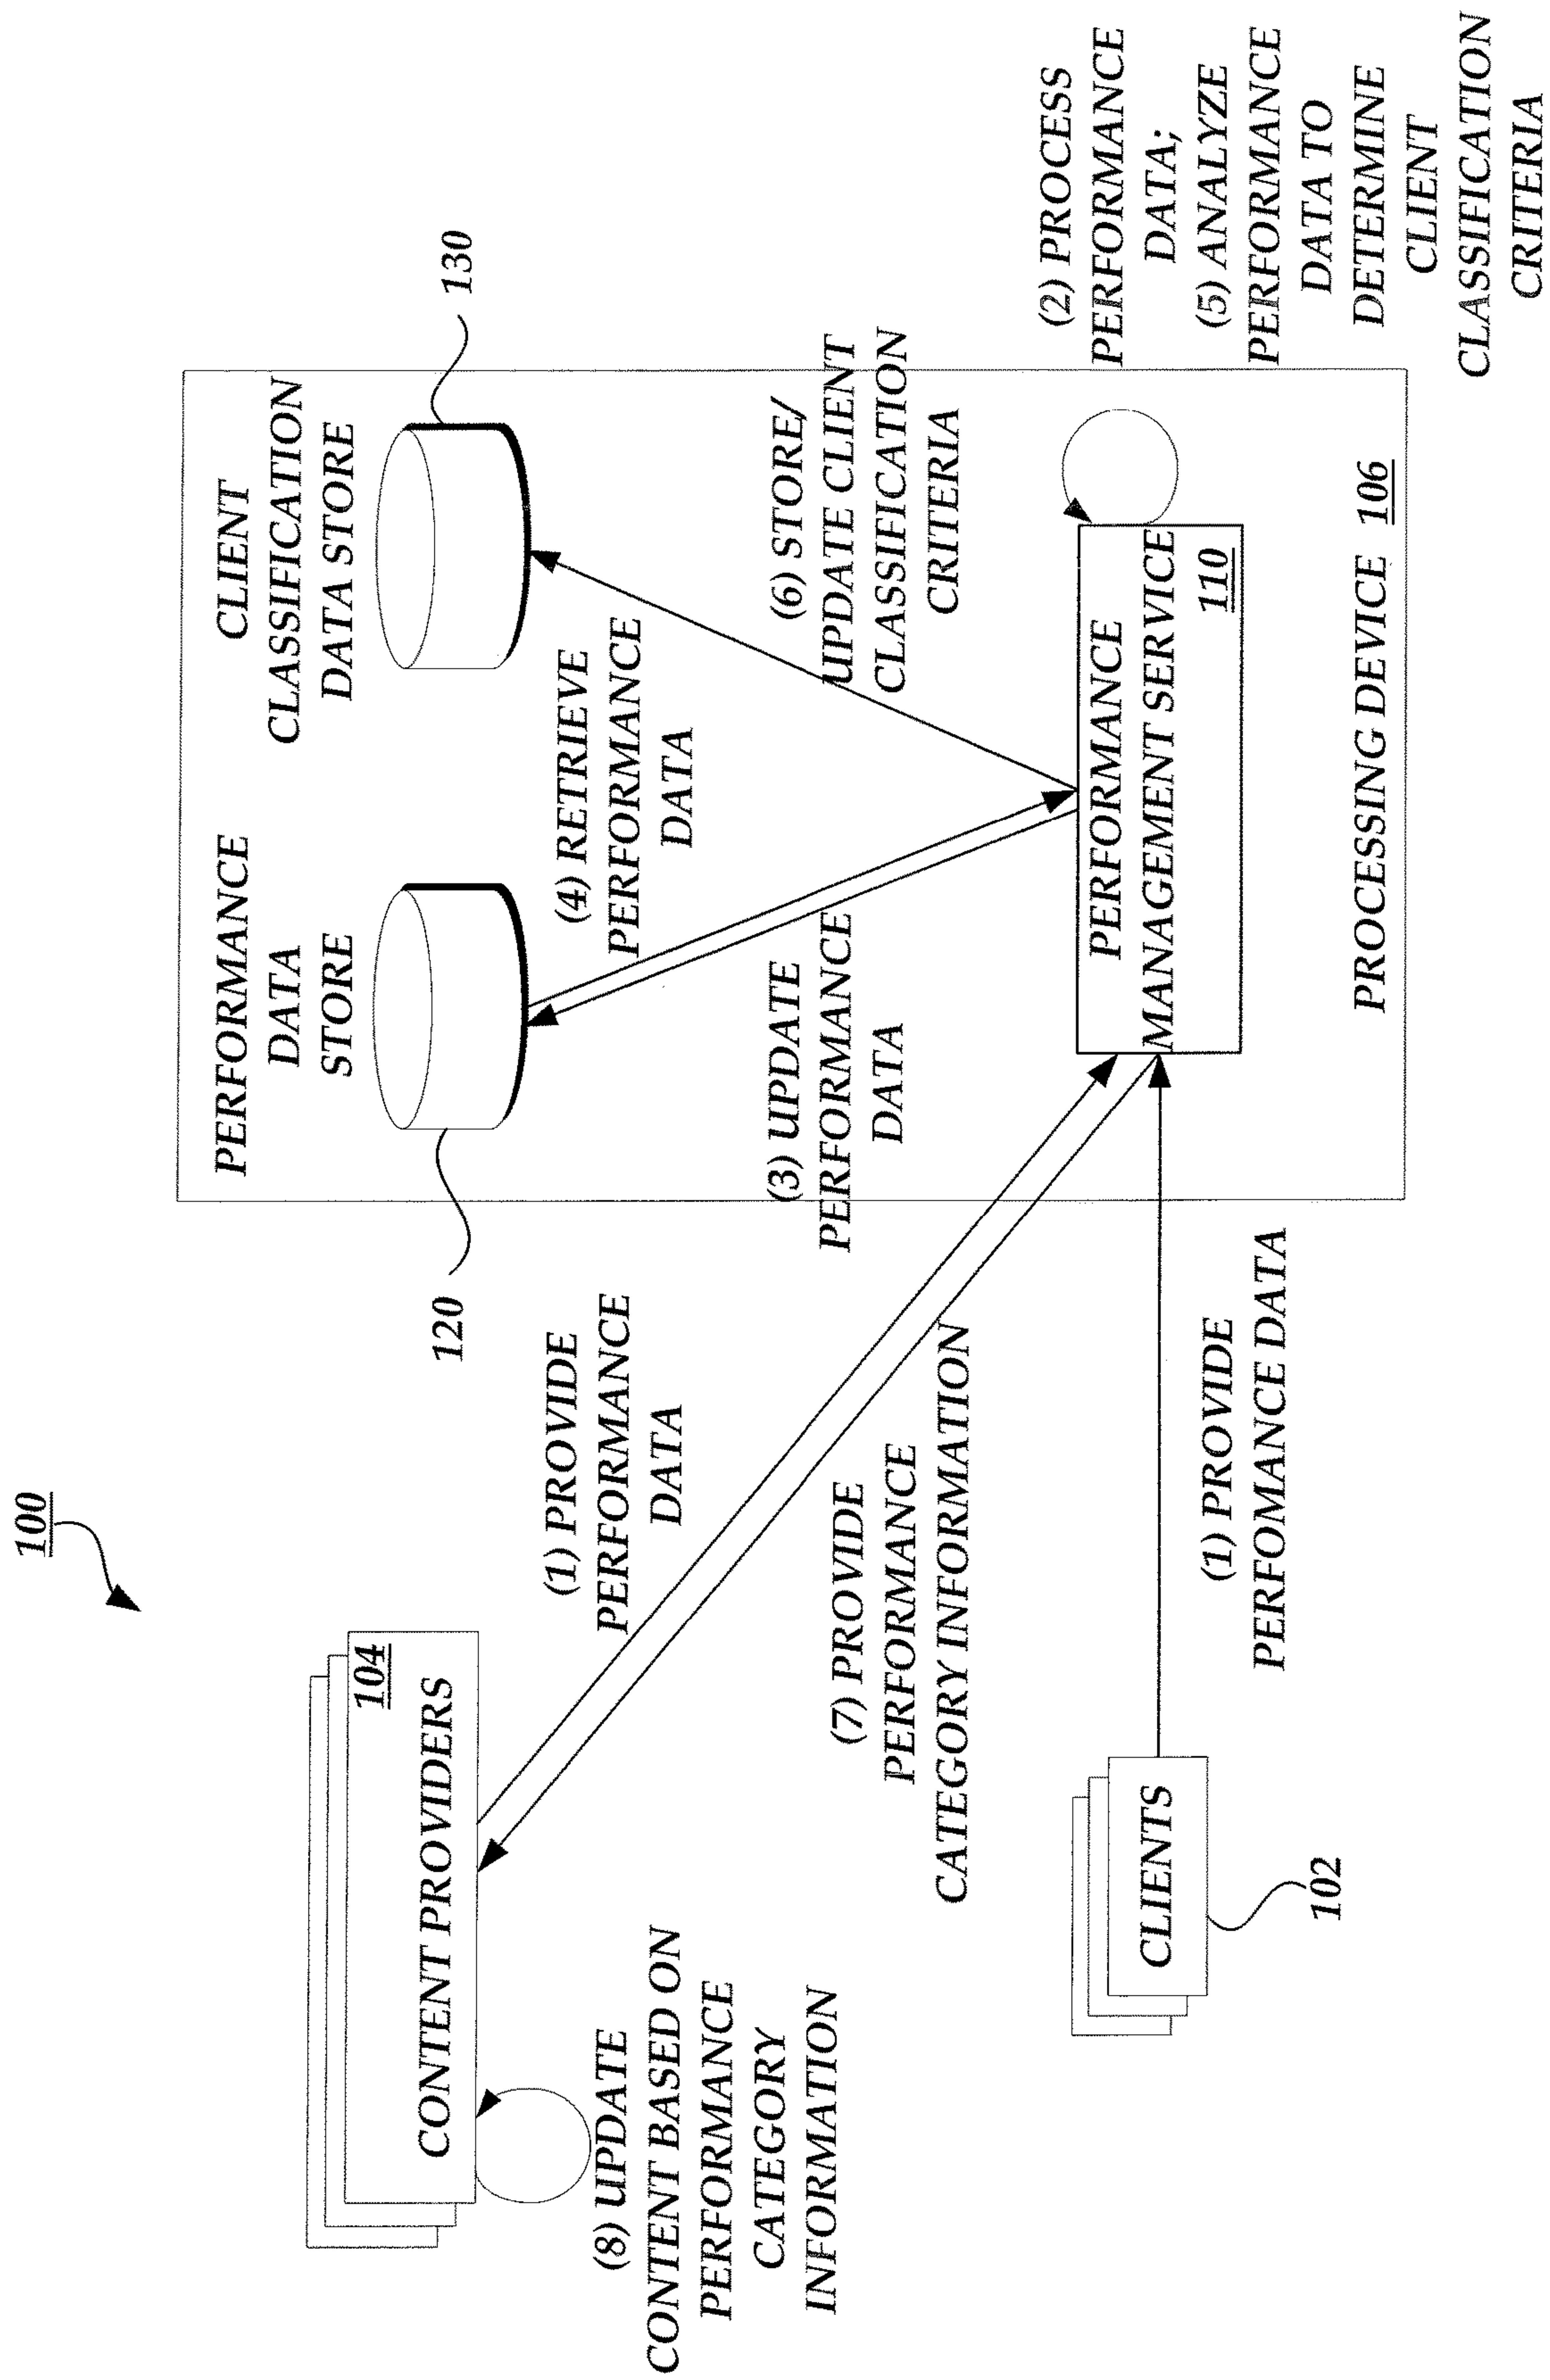 100
104
CONTENT PROVIDERS
(8) UPDATE
CONTENT BASED ON
PERFORMANCE
CATEGORY
INFORMATION
(1) PROVIDE
PERFORMANCE
DATA
(7) PROVIDE
PERFORMANCE
CATEGORY INFORMATION
CLIENTS
102
(1) PROVIDE
PERFOMANCE DATA
PERFORMANCE
DATA
STORE
120
CLIENT
CLASSIFICATION
DATA STORE
130
(4) RETRIEVE
PERFORMANCE
DATA
(3) UPDATE
PERFORMANCE
DATA
(6) STORE/
UPDATE CLIENT
CLASSIFICATION
CRITERIA
PERFORMANCE
MANAGEMENT SERVICE
110
PROCESSING DEVICE 106
(2) PROCESS
PERFORMANCE
DATA;
(5) ANALYZE
PERFORMANCE
DATA TO
DETERMINE
CLIENT
CLASSIFICATION
CRITERIA